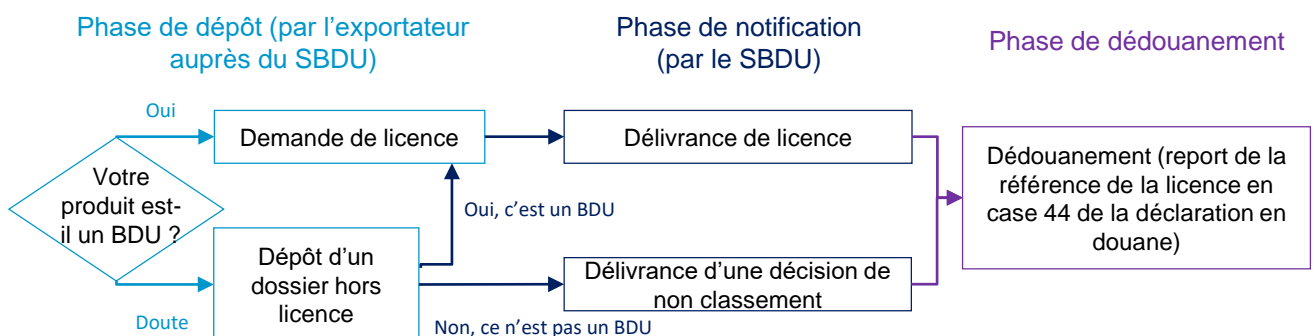 Phase de dépôt (par l'exportateur
auprès du SBDU)
Phase de notification
(par le SBDU)
Phase de dédouanement
Oui
Demande de licence
Délivrance de licence
Votre
produit est-
il un BDU ?
Dédouanement (report de la
référence de la licence en
case 44 de la déclaration en
douane)
Oui, c'est un BDU
Dépôt d'un
dossier hors
licence
Délivrance d'une décision de
non classement
Doute
Non, ce n'est pas un BDU